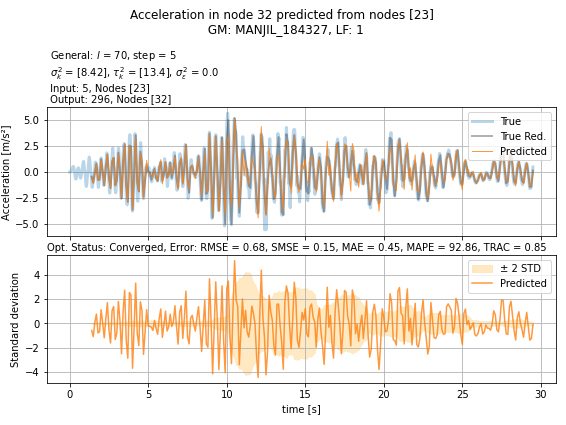 Acceleration in node 32 predicted from nodes [23]
GM: MANJIL_184327, LF: 1
General: l = 70, step = 5
σ²ₖ = [8.42], τ²ₖ = [13.4], σ²ε = 0.0
Input: 5, Nodes [23]
Output: 296, Nodes [32]
Acceleration [m/s²]
5.0
2.5
0.0
−2.5
−5.0
True
True Red.
Predicted
Opt. Status: Converged, Error: RMSE = 0.68, SMSE = 0.15, MAE = 0.45, MAPE = 92.86, TRAC = 0.85
Standard deviation
4
2
0
−2
−4
± 2 STD
Predicted
0 5 10 15 20 25 30
time [s]